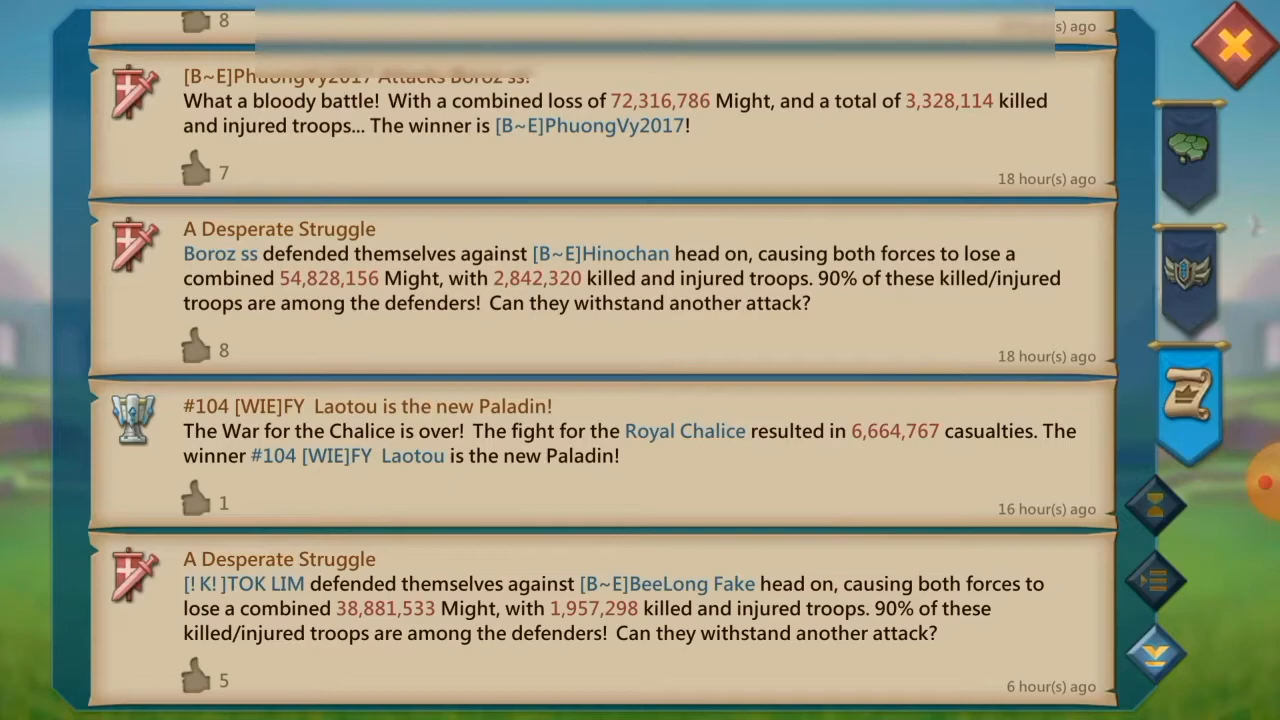 8
s) ago
[B~E]PhuongVy2017 Attacks Boroz ss!
What a bloody battle! With a combined loss of 72,316,786 Might, and a total of 3,328,114 killed
and injured troops... The winner is [B~E]PhuongVy2017!
7
18 hour(s) ago
A Desperate Struggle
Boroz ss defended themselves against [B~E]Hinochan head on, causing both forces to lose a
combined 54,828,156 Might, with 2,842,320 killed and injured troops. 90% of these killed/injured
troops are among the defenders! Can they withstand another attack?
8
18 hour(s) ago
#104 [WIE]FY Laotou is the new Paladin!
The War for the Chalice is over! The fight for the Royal Chalice resulted in 6,664,767 casualties. The
winner #104 [WIE]FY Laotou is the new Paladin!
1
16 hour(s) ago
A Desperate Struggle
[! K! ]TOK LIM defended themselves against [B~E]BeeLong Fake head on, causing both forces to
lose a combined 38,881,533 Might, with 1,957,298 killed and injured troops. 90% of these
killed/injured troops are among the defenders! Can they withstand another attack?
5
6 hour(s) ago